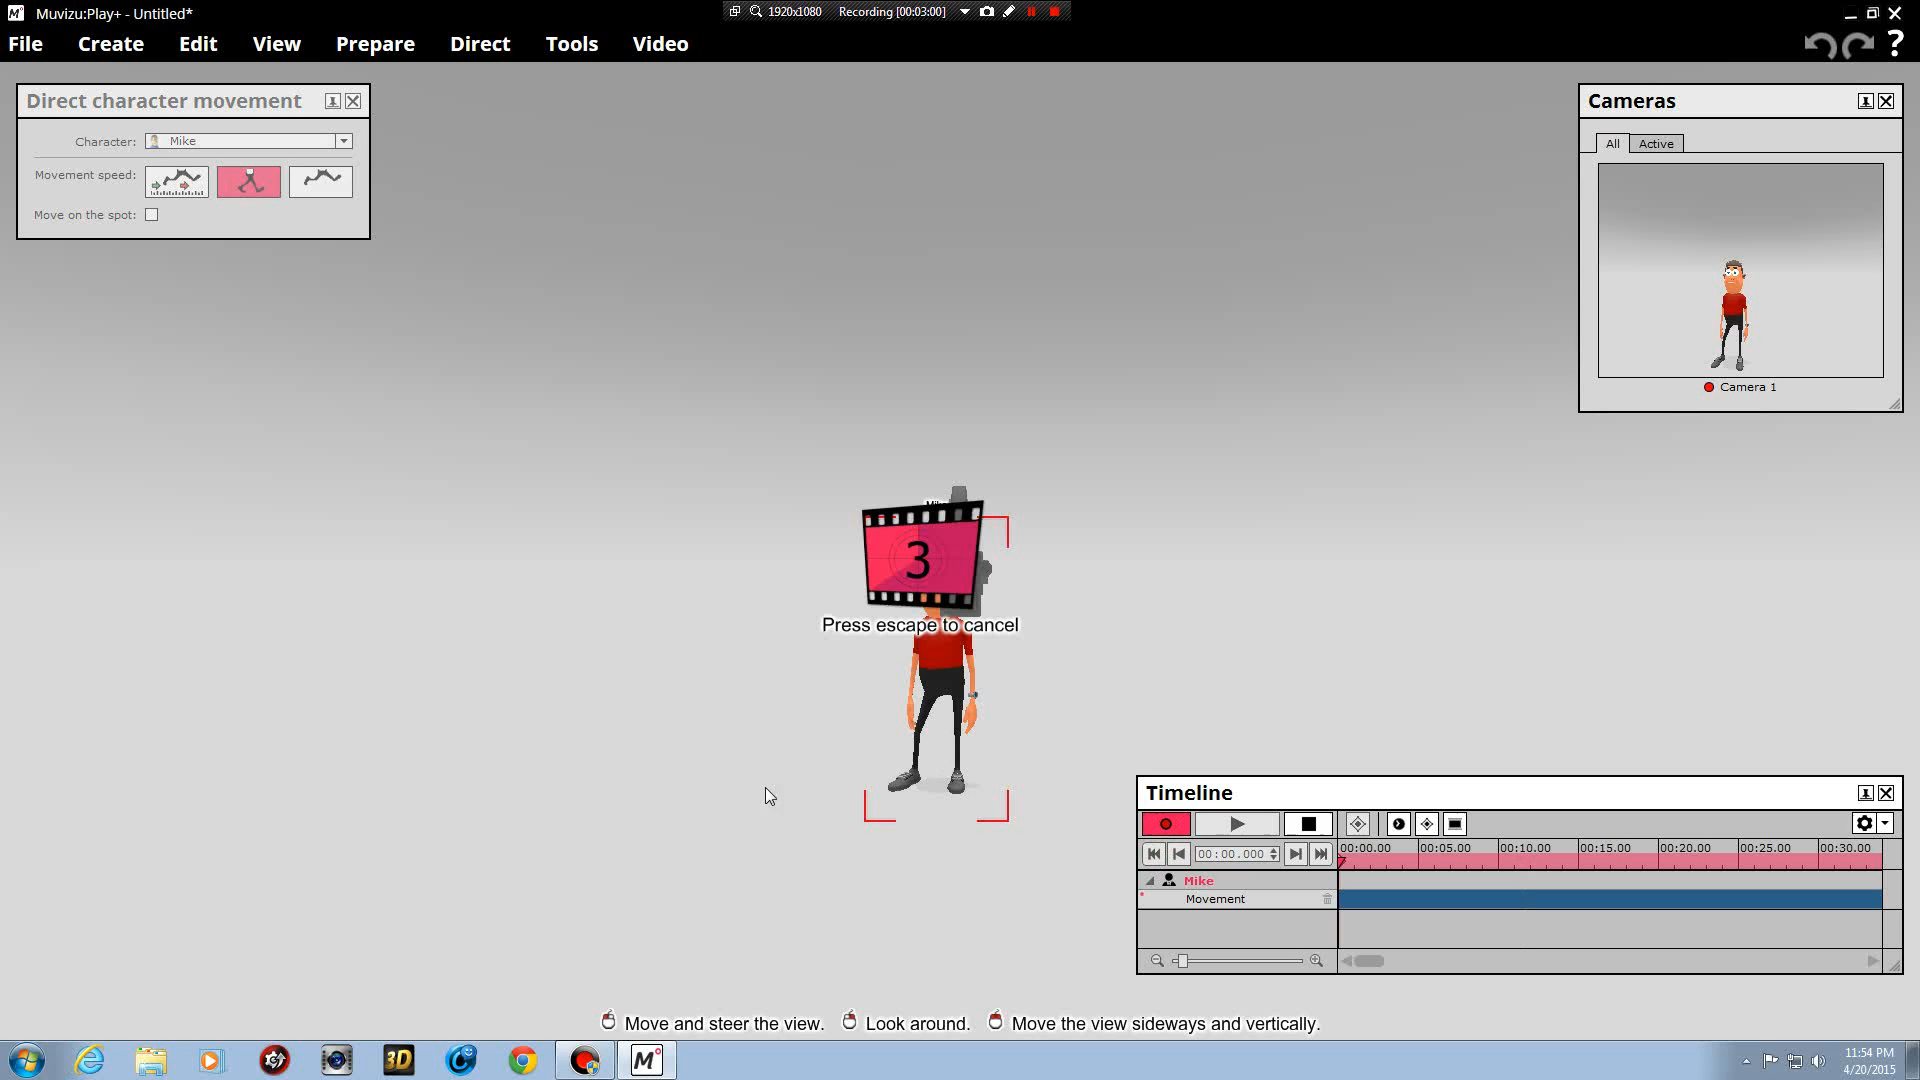 Muvizu:Play+ - Untitled*
1920x1080 Recording [00:03:00]
File Create Edit View Prepare Direct Tools Video
?
Direct character movement
Character: Mike
Movement speed:
Move on the spot:
Cameras
All Active
Camera 1
3
Press escape to cancel
Timeline
00:00.000
00:00.00 00:05.00 00:10.00 00:15.00 00:20.00 00:25.00 00:30.00
Mike
Movement
Move and steer the view. Look around. Move the view sideways and vertically.
3D
M
11:54 PM
4/20/2015